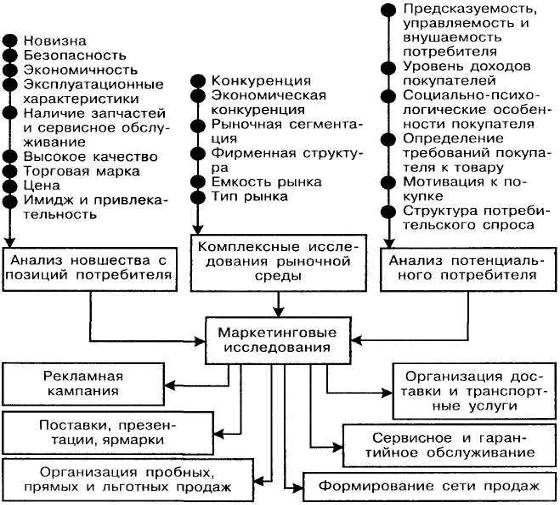 Новизна
Безопасность
Экономичность
Эксплуатационные
характеристики
Наличие запчастей
и сервисное обслу-
живание
Высокое качество
Торговая марка
Цена
Имидж и привлека-
тельность
Анализ новшества с
позиций потребителя
Конкуренция
Экономическая
конкуренция
Рыночная сегмента-
ция
Фирменная структу-
ра
Емкость рынка
Тип рынка
Комплексные иссле-
дования рыночной
среды
Предсказуемость,
управляемость и
внушаемость
потребителя
Уровень доходов
покупателей
Социально-психо-
логические особен-
ности покупателя
Определение
требований покупа-
теля к товару
Мотивация к по-
купке
Структура потреби-
тельского спроса
Анализ потенциаль-
ного потребителя
Маркетинговые
исследования
Рекламная
кампания
Поставки, презен-
тации, ярмарки
Организация пробных,
прямых и льготных продаж
Организация дос-
тавки и транспорт-
ные услуги
Сервисное и гаран-
тийное обслуживание
Формирование сети продаж